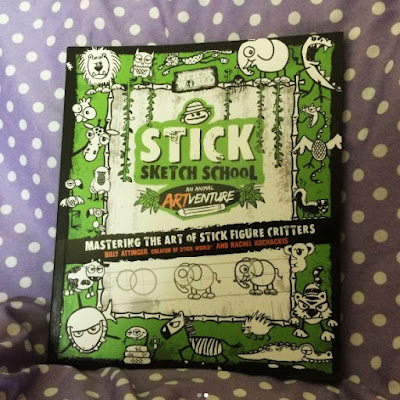 STICK
SKETCH SCHOOL
AN ANIMAL
ARTVENTURE
MASTERING THE ART OF STICK FIGURE CRITTERS
BILLY ATTINGER, CREATOR OF STICK WORLD™, AND RACHEL KOCHACKIS